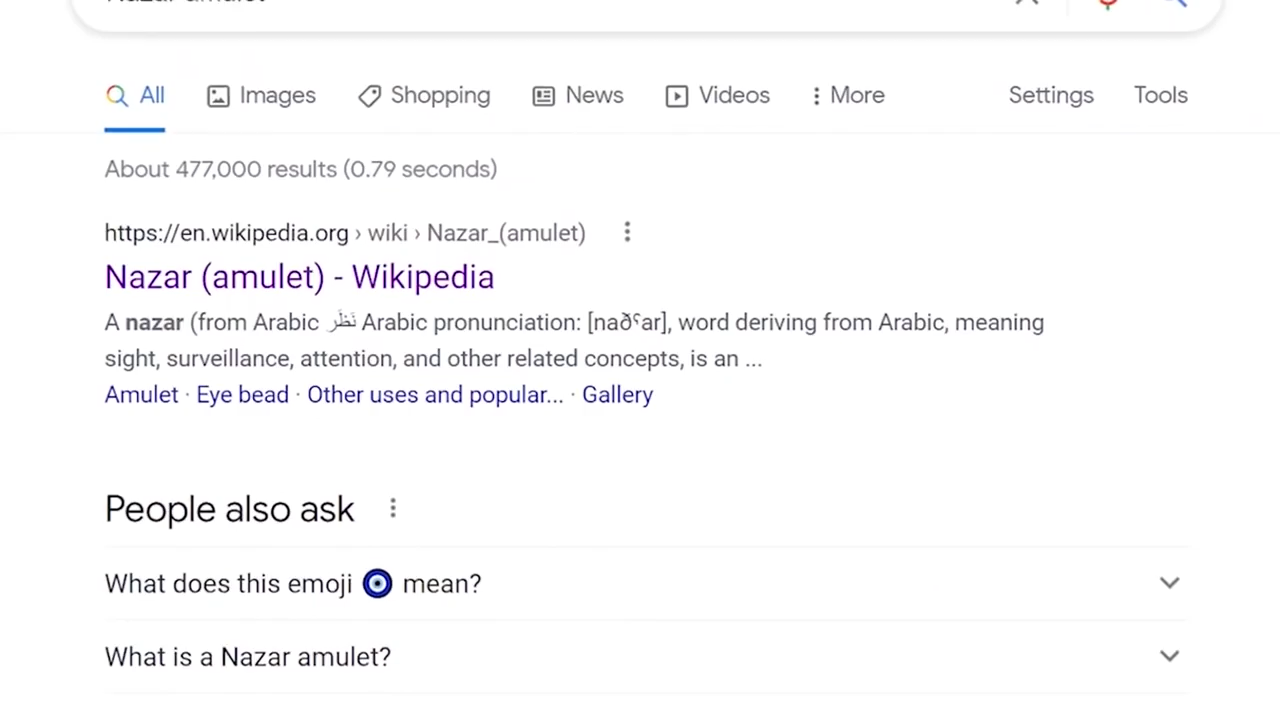 Nazar amulet
All Images Shopping News Videos More Settings Tools
About 477,000 results (0.79 seconds)
https://en.wikipedia.org › wiki › Nazar_(amulet)
Nazar (amulet) - Wikipedia
A nazar (from Arabic نَظَر Arabic pronunciation: [naðˤar], word deriving from Arabic, meaning
sight, surveillance, attention, and other related concepts, is an ...
Amulet · Eye bead · Other uses and popular... · Gallery
People also ask
What does this emoji 🧿 mean?
What is a Nazar amulet?